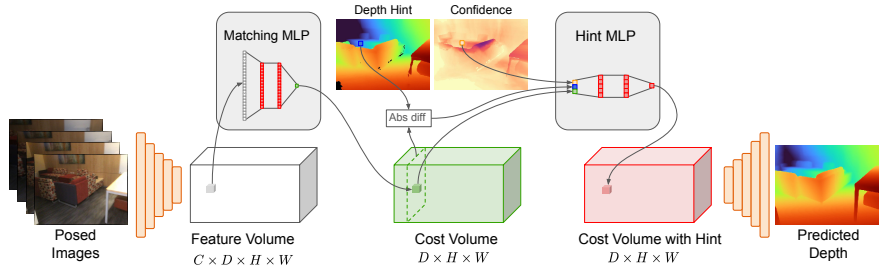 Depth Hint
Confidence
Matching MLP
Hint MLP
Abs diff
Posed
Images
Feature Volume
C × D × H × W
Cost Volume
D × H × W
Cost Volume with Hint
D × H × W
Predicted
Depth